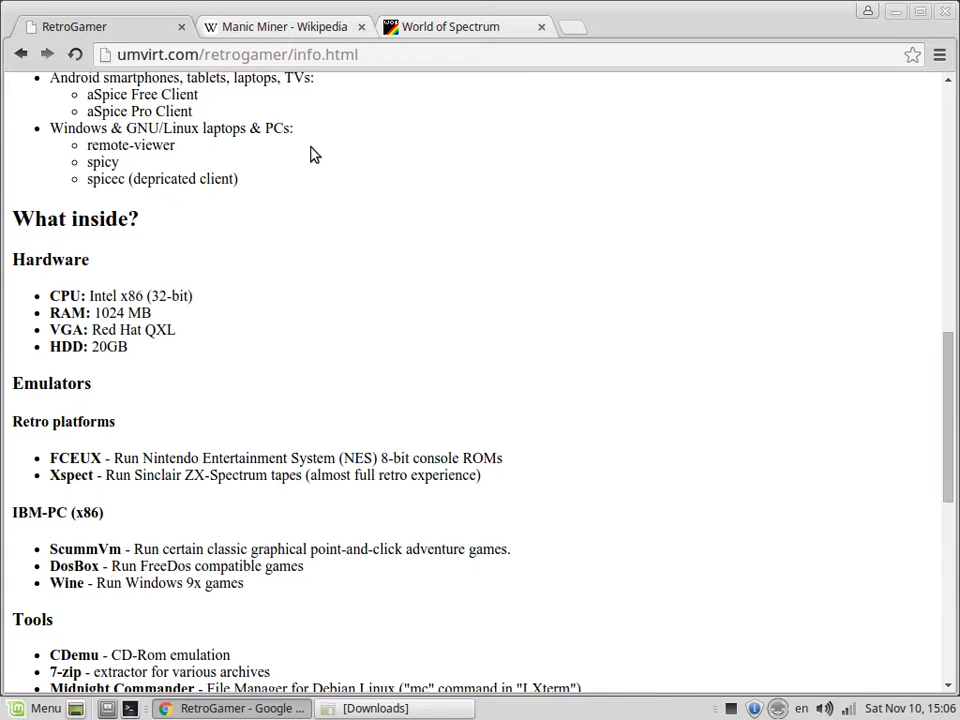 RetroGamer
Manic Miner - Wikipedia
World of Spectrum
umvirt.com/retrogamer/info.html
Android smartphones, tablets, laptops, TVs:
aSpice Free Client
aSpice Pro Client
Windows & GNU/Linux laptops & PCs:
remote-viewer
spicy
spicec (depricated client)
What inside?
Hardware
CPU: Intel x86 (32-bit)
RAM: 1024 MB
VGA: Red Hat QXL
HDD: 20GB
Emulators
Retro platforms
FCEUX - Run Nintendo Entertainment System (NES) 8-bit console ROMs
Xspect - Run Sinclair ZX-Spectrum tapes (almost full retro experience)
IBM-PC (x86)
ScummVm - Run certain classic graphical point-and-click adventure games.
DosBox - Run FreeDos compatible games
Wine - Run Windows 9x games
Tools
CDemu - CD-Rom emulation
7-zip - extractor for various archives
Midnight Commander - File Manager for Debian Linux ("mc" command in "LXterm")
Menu
RetroGamer - Google ...
[Downloads]
en
Sat Nov 10, 15:06